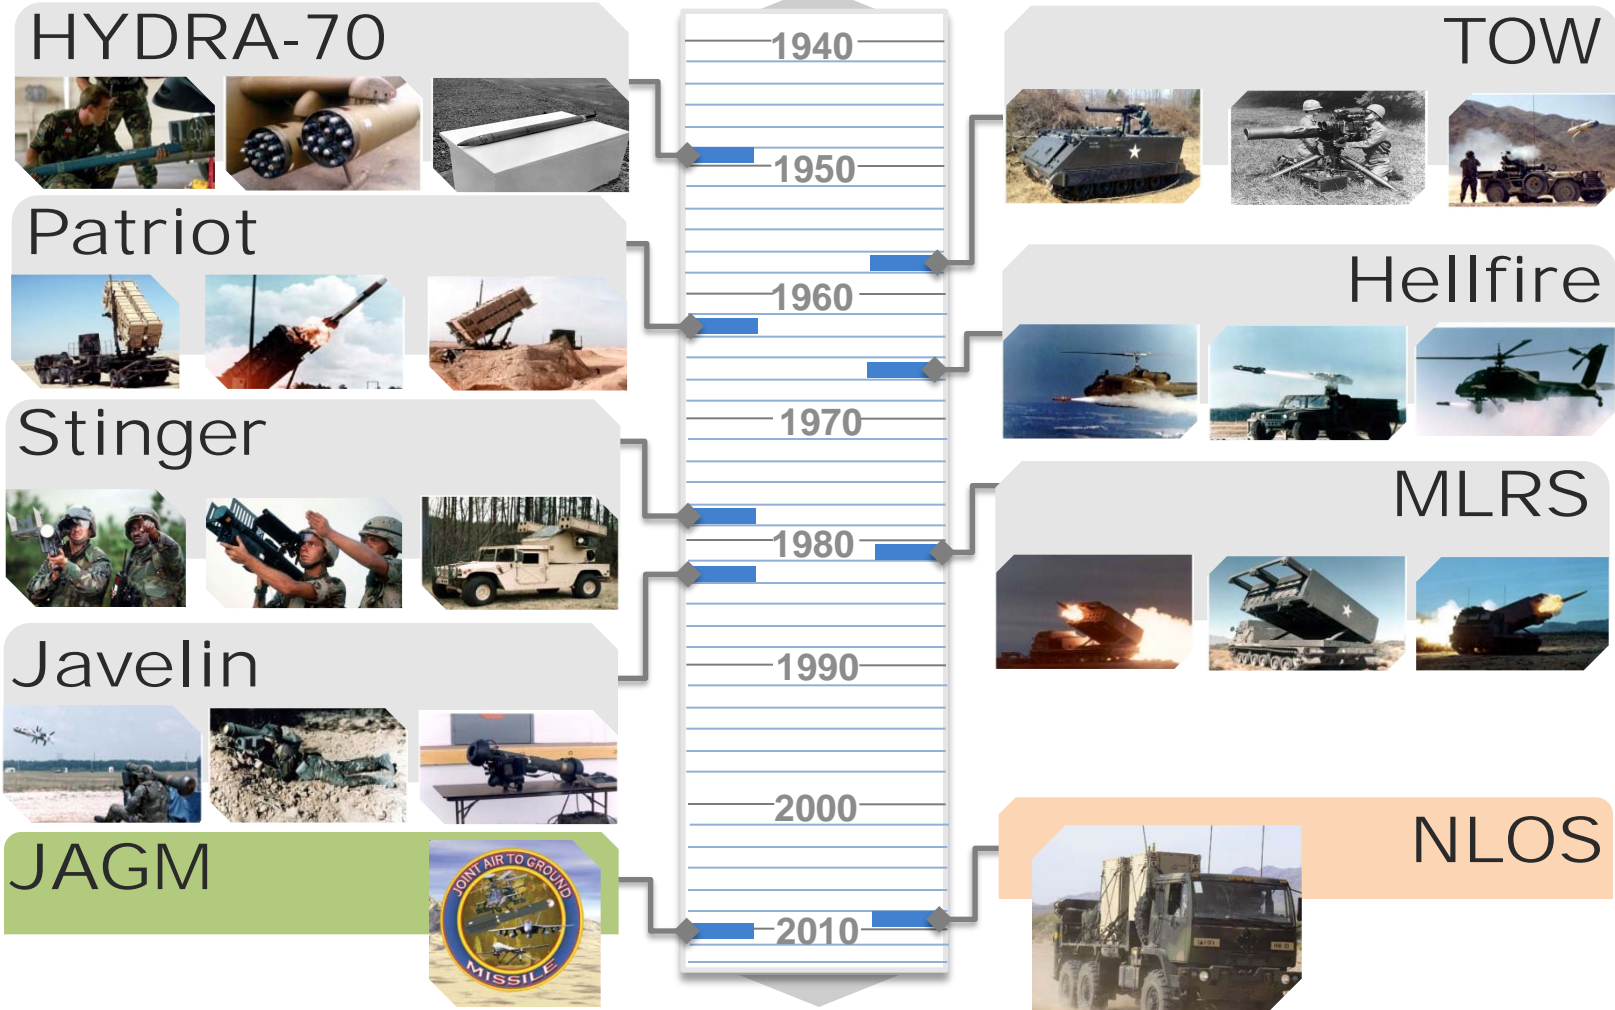 HYDRA-70
Patriot
Stinger
Javelin
JAGM
JOINT AIR TO GROUND
MISSILE
1940
1950
1960
1970
1980
1990
2000
2010
TOW
Hellfire
MLRS
NLOS